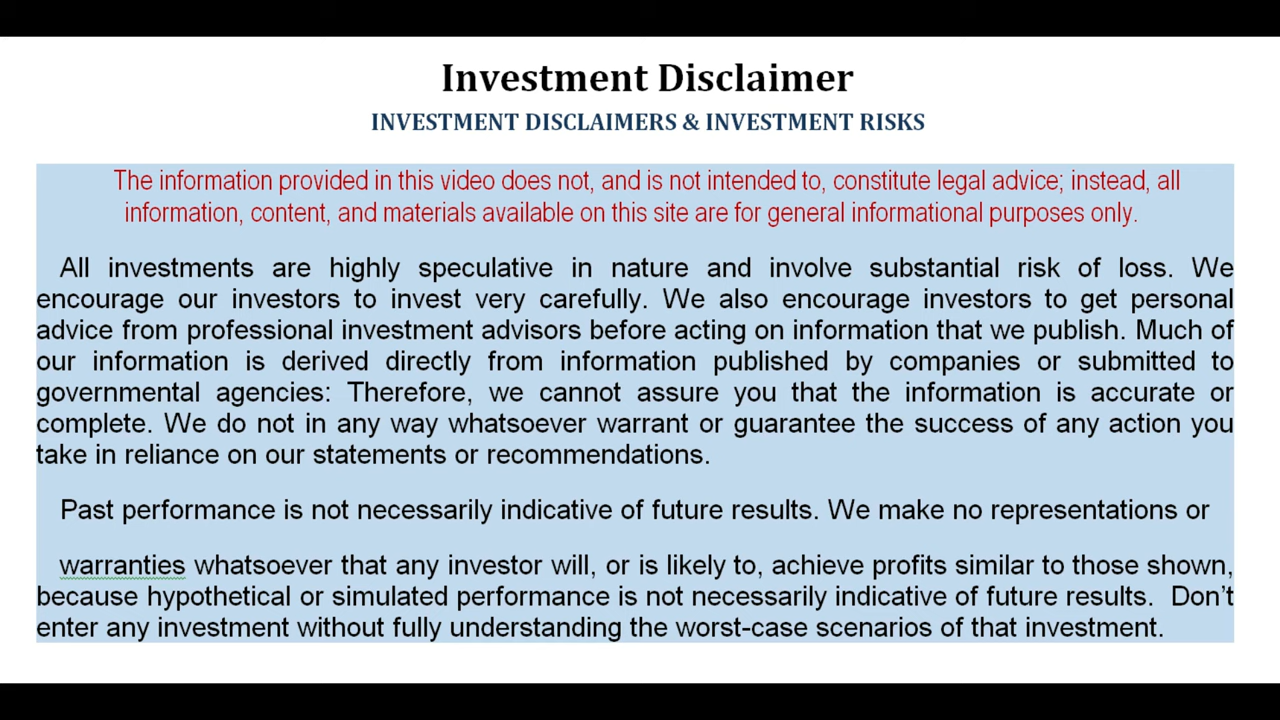 Investment Disclaimer
INVESTMENT DISCLAIMERS & INVESTMENT RISKS
The information provided in this video does not, and is not intended to, constitute legal advice; instead, all
information, content, and materials available on this site are for general informational purposes only.
All investments are highly speculative in nature and involve substantial risk of loss. We
encourage our investors to invest very carefully. We also encourage investors to get personal
advice from professional investment advisors before acting on information that we publish. Much of
our information is derived directly from information published by companies or submitted to
governmental agencies: Therefore, we cannot assure you that the information is accurate or
complete. We do not in any way whatsoever warrant or guarantee the success of any action you
take in reliance on our statements or recommendations.
Past performance is not necessarily indicative of future results. We make no representations or
warranties whatsoever that any investor will, or is likely to, achieve profits similar to those shown,
because hypothetical or simulated performance is not necessarily indicative of future results. Don’t
enter any investment without fully understanding the worst-case scenarios of that investment.